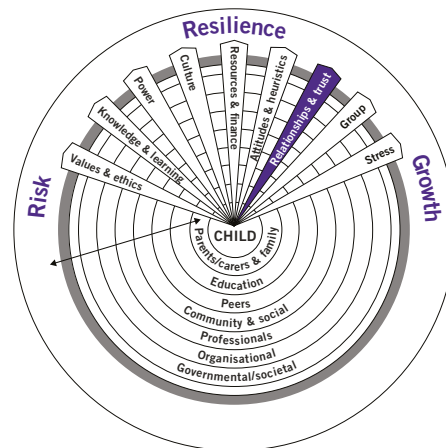 Resilience
Risk
Growth
Values & ethics
Knowledge & learning
Power
Culture
Resources & finance
Attitudes & heuristics
Relationships & trust
Group
Stress
CHILD
Parents/carers & family
Education
Peers
Community & social
Professionals
Organisational
Governmental/societal